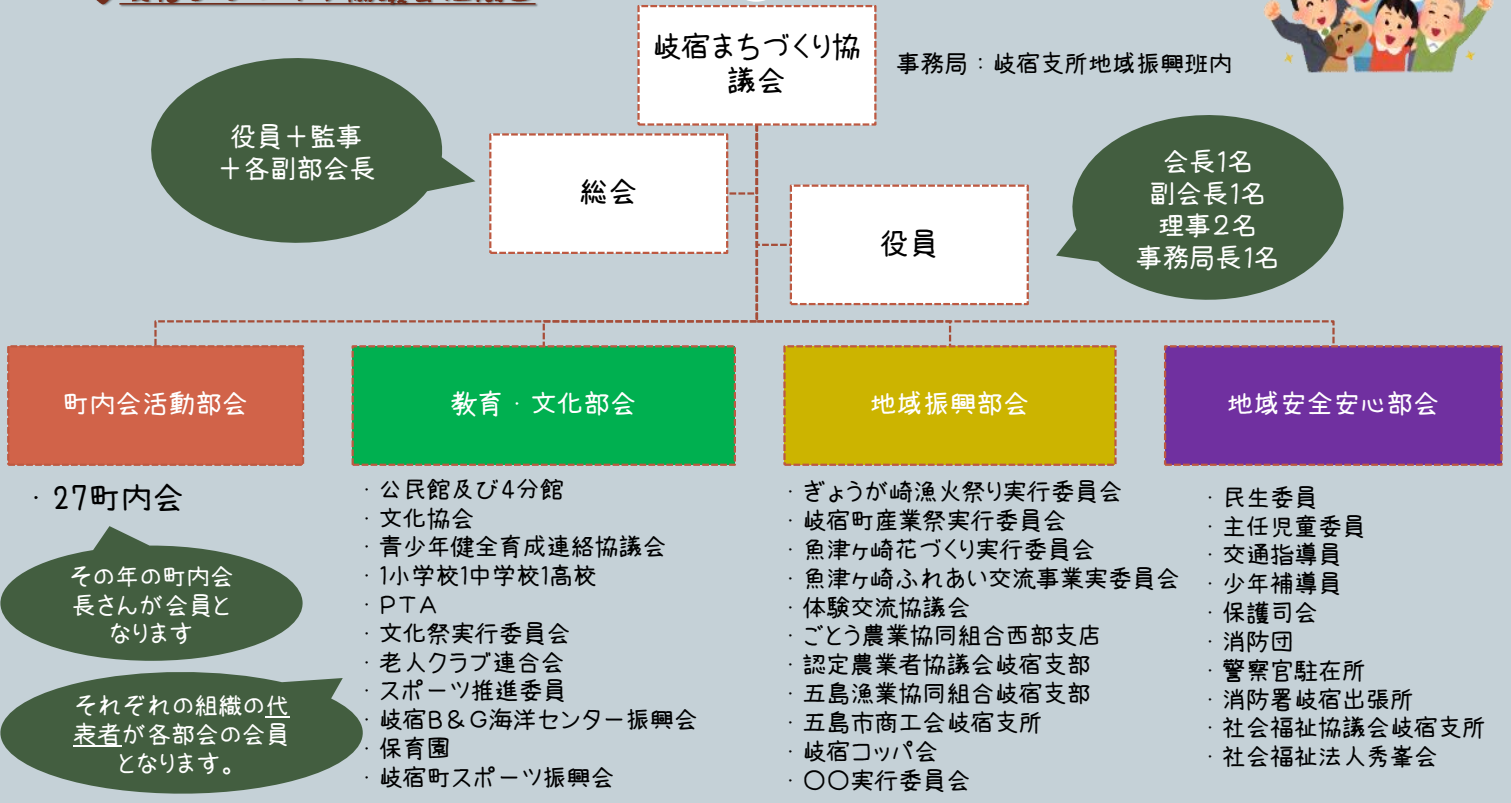 岐宿まちづくり協
議会
事務局：岐宿支所地域振興班内
役員＋監事
＋各副部会長
総会
役員
会長1名
副会長1名
理事2名
事務局長1名
町内会活動部会
・27町内会
その年の町内会
長さんが会員と
なります
それぞれの組織の代
表者が各部会の会員
となります。
教育・文化部会
・公民館及び4分館
・文化協会
・青少年健全育成連絡協議会
・1小学校1中学校1高校
・PTA
・文化祭実行委員会
・老人クラブ連合会
・スポーツ推進委員
・岐宿B＆G海洋センター振興会
・保育園
・岐宿町スポーツ振興会
地域振興部会
・ぎょうが崎漁火祭り実行委員会
・岐宿町産業祭実行委員会
・魚津ヶ崎花づくり実行委員会
・魚津ヶ崎ふれあい交流事業実委員会
・体験交流協議会
・ごとう農業協同組合西部支店
・認定農業者協議会岐宿支部
・五島漁業協同組合岐宿支部
・五島市商工会岐宿支所
・岐宿コッパ会
・〇〇実行委員会
地域安全安心部会
・民生委員
・主任児童委員
・交通指導員
・少年補導員
・保護司会
・消防団
・警察官駐在所
・消防署岐宿出張所
・社会福祉協議会岐宿支所
・社会福祉法人秀峯会